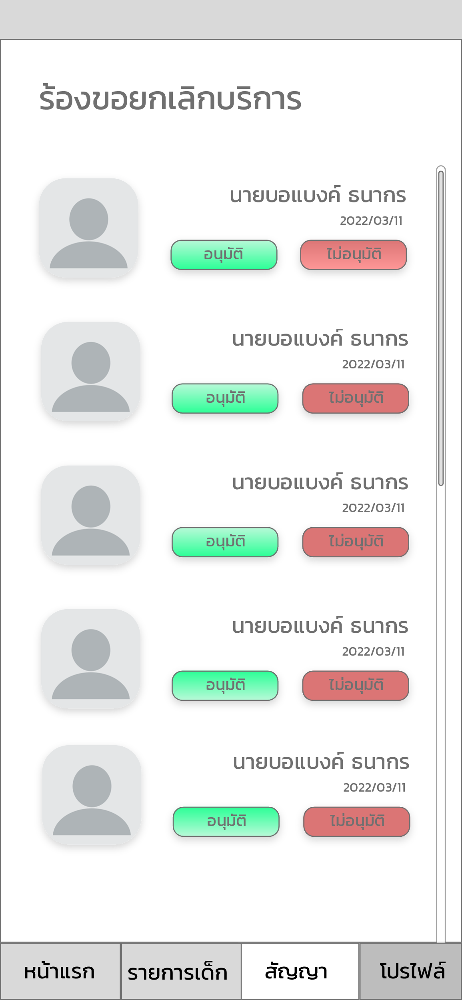 ร้องขอยกเลิกบริการ
นายบอแบงค์ ธนากร
2022/03/11
อนุมัติ ไม่อนุมัติ
นายบอแบงค์ ธนากร
2022/03/11
อนุมัติ ไม่อนุมัติ
นายบอแบงค์ ธนากร
2022/03/11
อนุมัติ ไม่อนุมัติ
นายบอแบงค์ ธนากร
2022/03/11
อนุมัติ ไม่อนุมัติ
นายบอแบงค์ ธนากร
2022/03/11
อนุมัติ ไม่อนุมัติ
หน้าแรก รายการเด็ก สัญญา โปรไฟล์